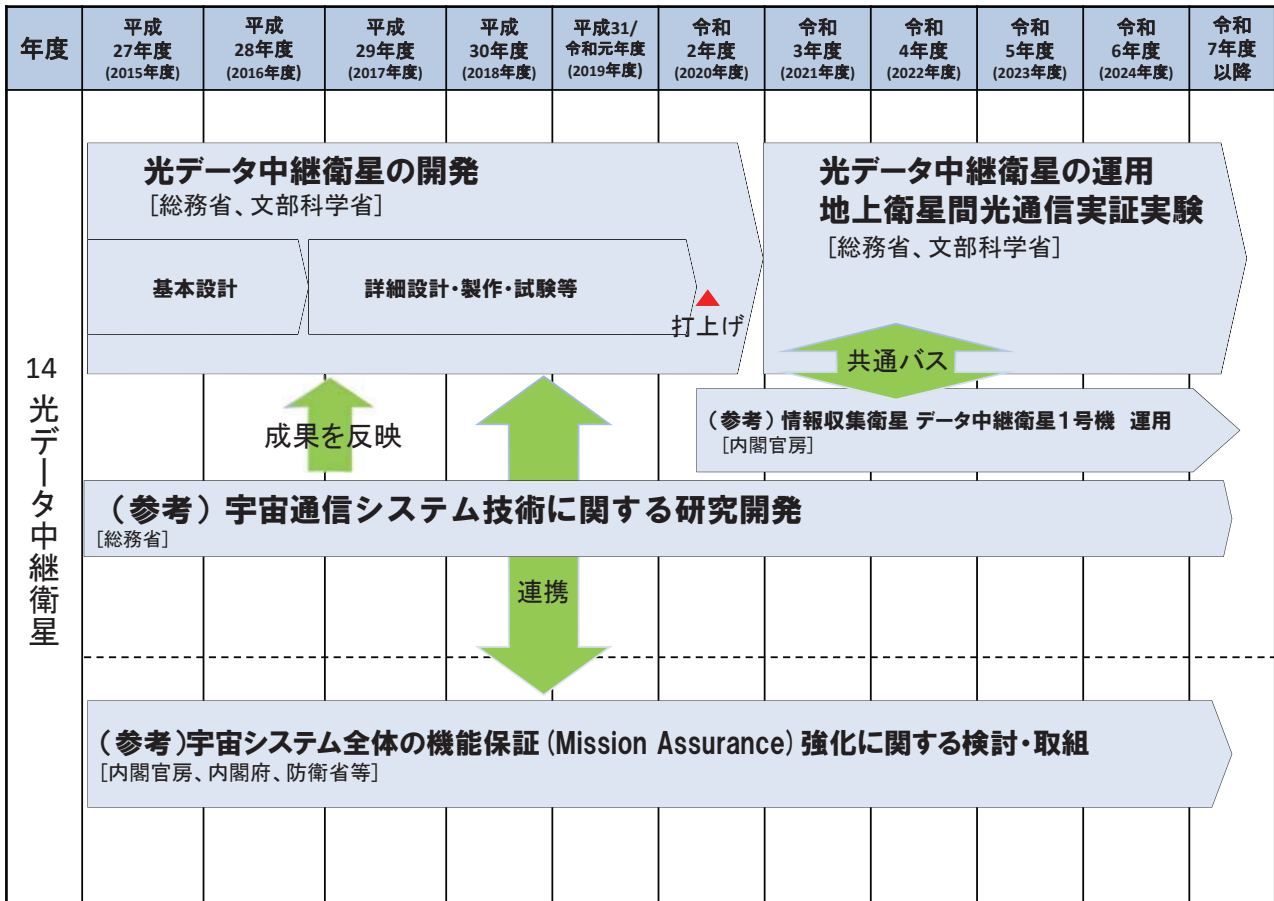 年度
平成
27年度
(2015年度)
平成
28年度
(2016年度)
平成
29年度
(2017年度)
平成
30年度
(2018年度)
平成31/
令和元年度
(2019年度)
令和
2年度
(2020年度)
令和
3年度
(2021年度)
令和
4年度
(2022年度)
令和
5年度
(2023年度)
令和
6年度
(2024年度)
令和
7年度
以降
14
光データ中継衛星
光データ中継衛星の開発
[総務省、文部科学省]
基本設計
詳細設計・製作・試験等
打上げ
光データ中継衛星の運用
地上衛星間光通信実証実験
[総務省、文部科学省]
共通バス
(参考) 情報収集衛星 データ中継衛星1号機 運用
[内閣官房]
成果を反映
(参考) 宇宙通信システム技術に関する研究開発
[総務省]
連携
(参考)宇宙システム全体の機能保証(Mission Assurance)強化に関する検討・取組
[内閣官房、内閣府、防衛省等]